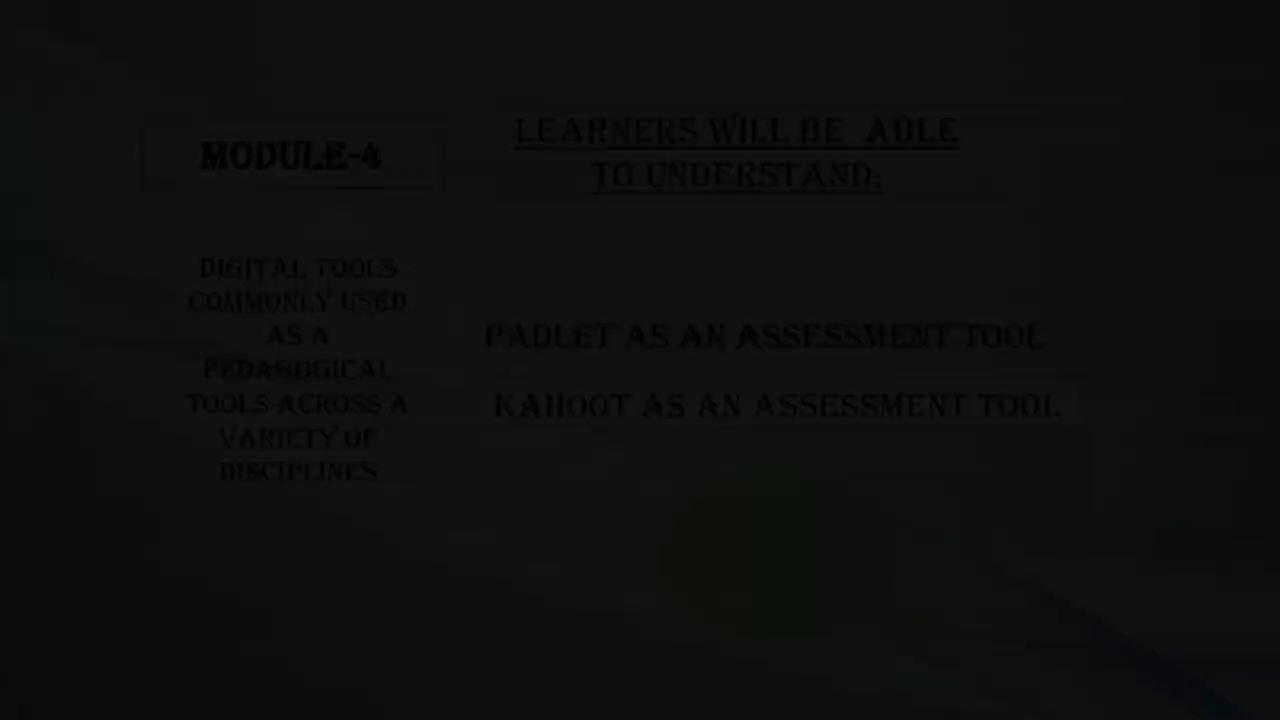 MODULE-4
DIGITAL TOOLS
COMMONLY USED
AS A
PEDAGOGICAL
TOOLS ACROSS A
VARIETY OF
DISCIPLINES
LEARNERS WILL BE ABLE
TO UNDERSTAND:
PADLET AS AN ASSESSMENT TOOL
KAHOOT AS AN ASSESSMENT TOOL